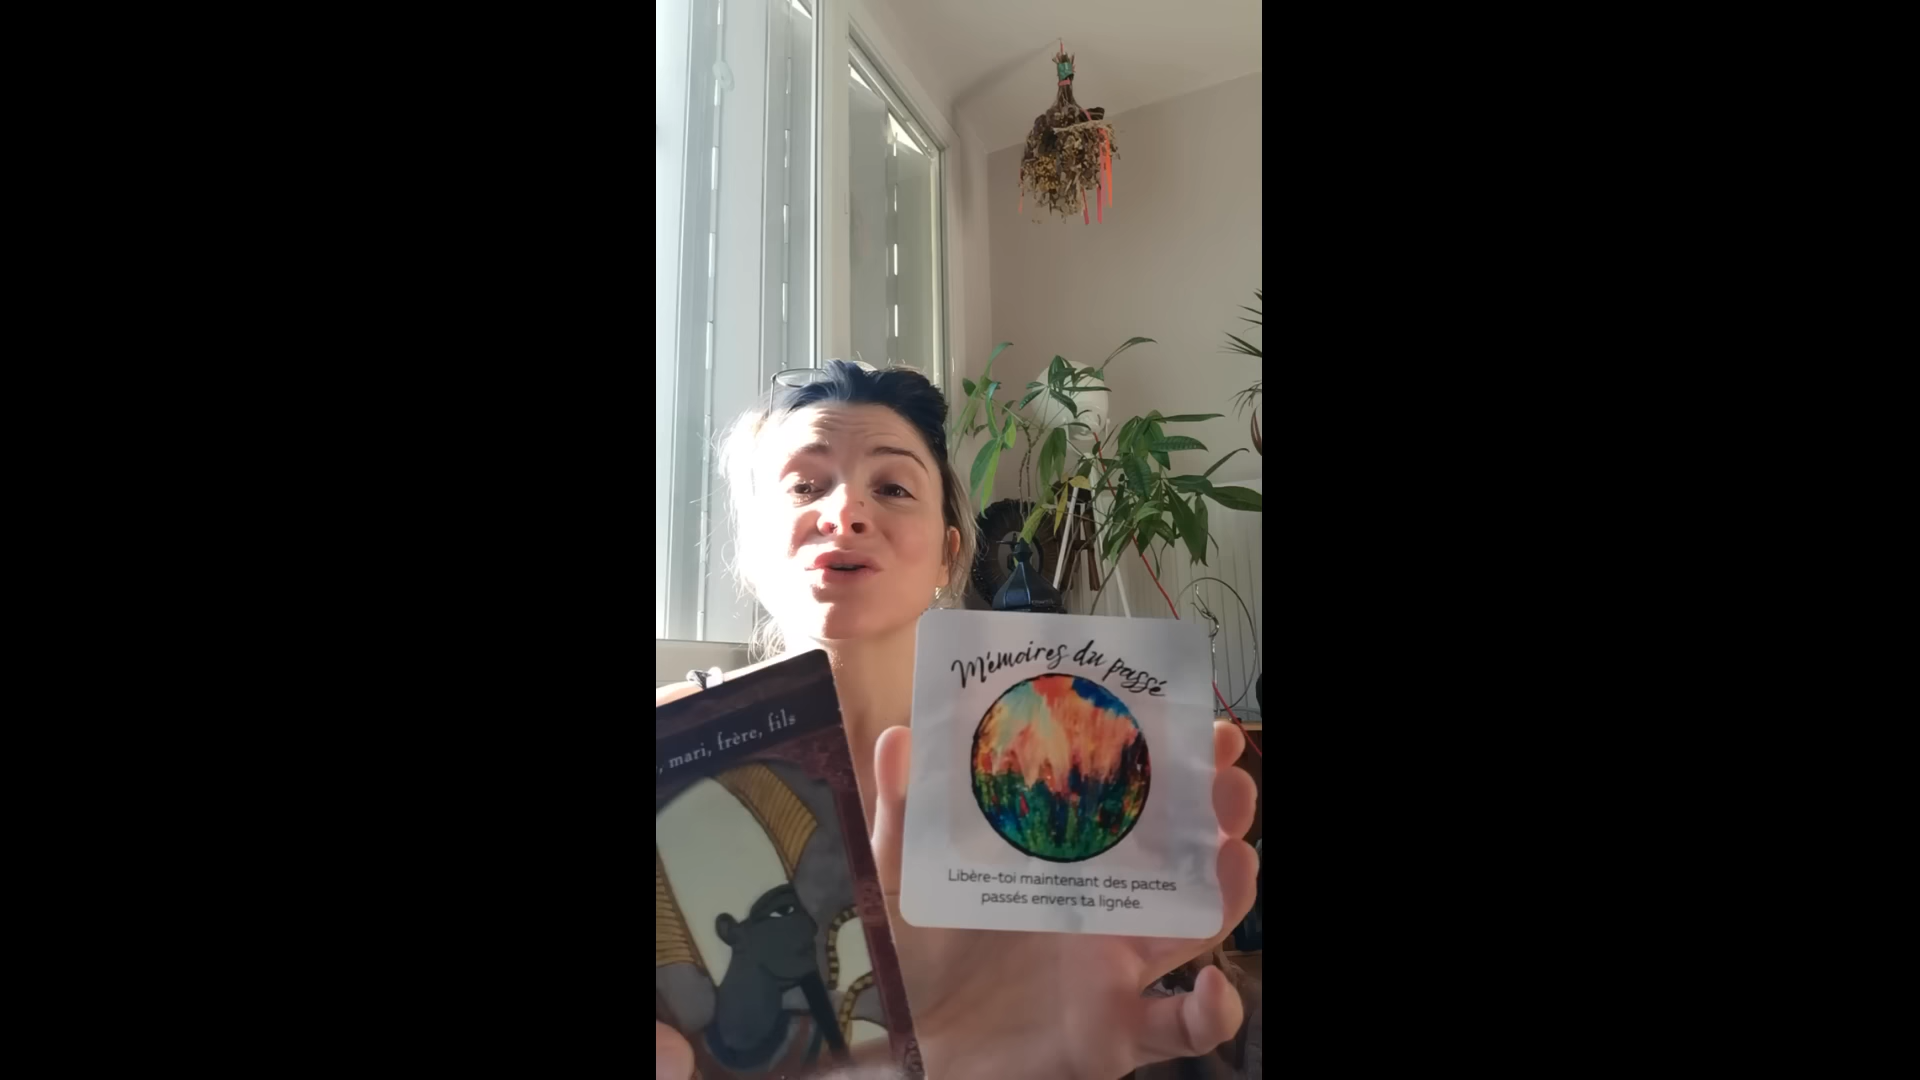 , mari, frère, fils
Mémoires du passé
Libère-toi maintenant des pactes
passés envers ta lignée.